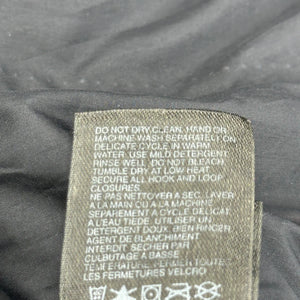 DO NOT DRY CLEAN. HAND OR
MACHINE WASH SEPARATELY ON
DELICATE CYCLE IN WARM
WATER. USE MILD DETERGENT
RINSE WELL. DO NOT BLEACH
TUMBLE DRY AT LOW HEAT
SECURE ALL HOOK AND LOOP
CLOSURES.
NE PAS NETTOYER A SEC. LAVER
A LA MAIN OU A LA MACHINE
SEPAREMENT A CYCLE DELICAT
A L'EAU TIEDE. UTILISER UN
DETERGENT DOUX. BIEN RINCER
AGENT DE BLANCHIMENT
INTERDIT SECHER PAR
CULBUTAGE A BASSE
TEMPERATURE FERMER TOUTES
LES FERMETURES VELCRO